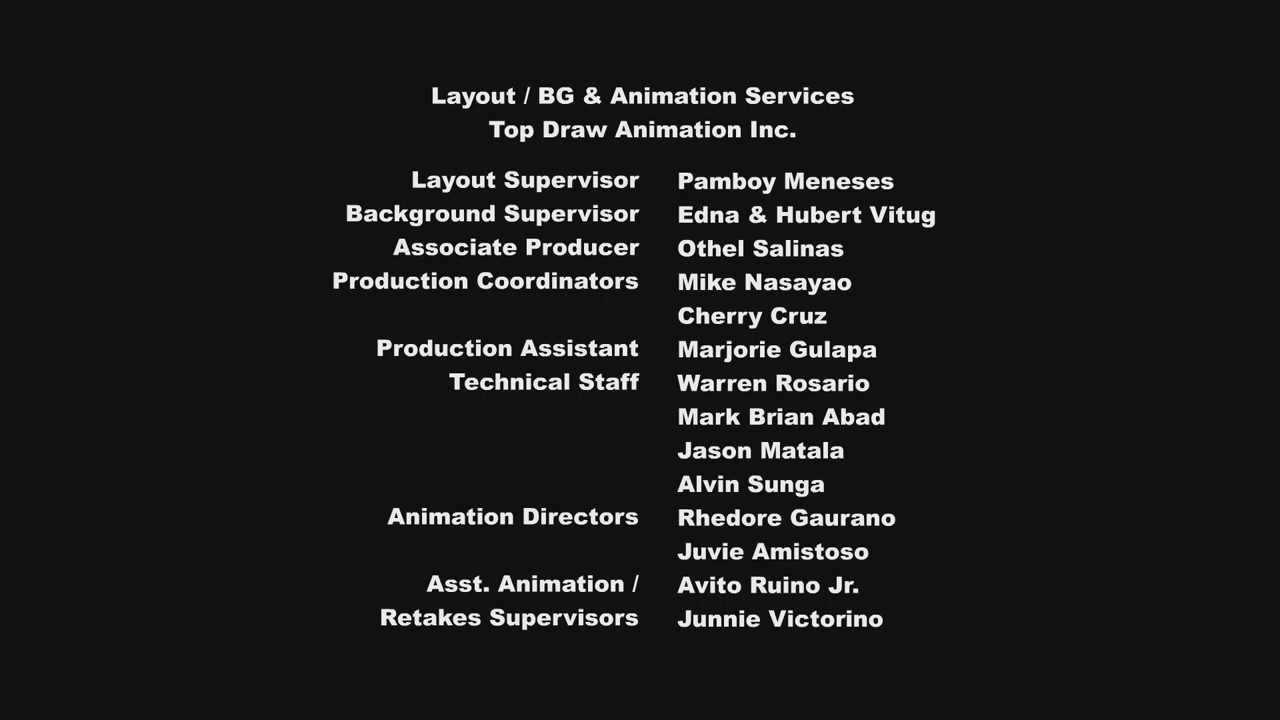 Layout / BG & Animation Services
Top Draw Animation Inc.
Layout Supervisor Pamboy Meneses
Background Supervisor Edna & Hubert Vitug
Associate Producer Othel Salinas
Production Coordinators Mike Nasayao
Cherry Cruz
Production Assistant Marjorie Gulapa
Technical Staff Warren Rosario
Mark Brian Abad
Jason Matala
Alvin Sunga
Animation Directors Rhedore Gaurano
Juvie Amistoso
Asst. Animation / Avito Ruino Jr.
Retakes Supervisors Junnie Victorino